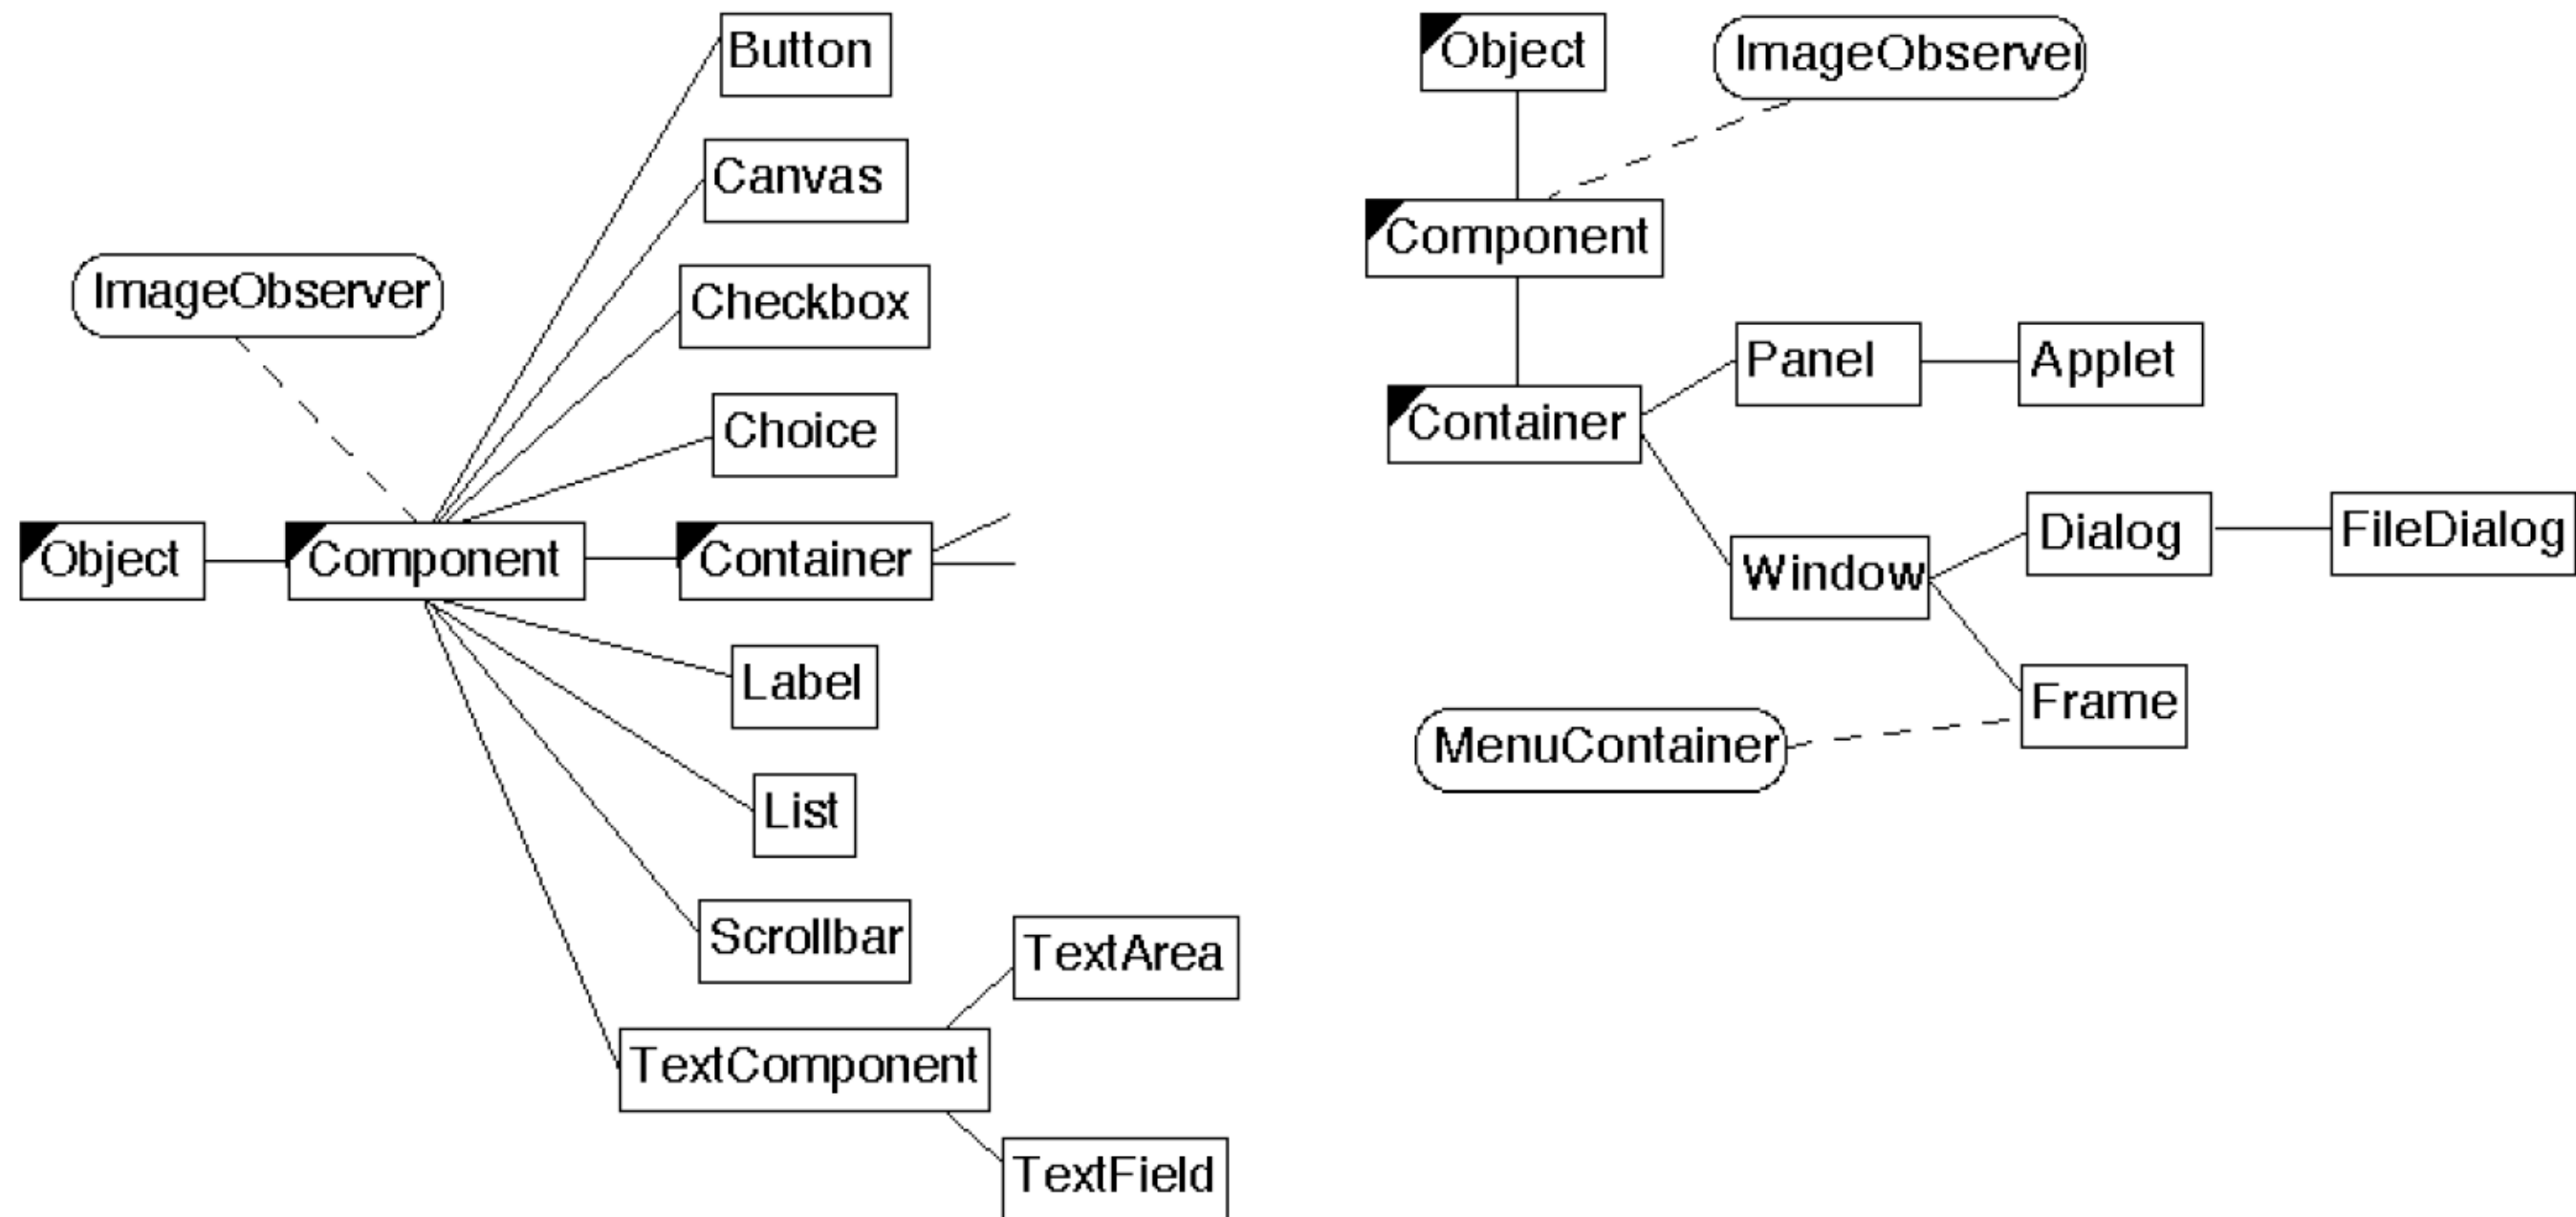 Button
Canvas
Checkbox
ImageObserver
Choice
Object
Component
Container
Label
List
Scrollbar
TextArea
TextComponent
TextField
Object
ImageObserver
Component
Panel
Applet
Container
Dialog
FileDialog
Window
Frame
MenuContainer